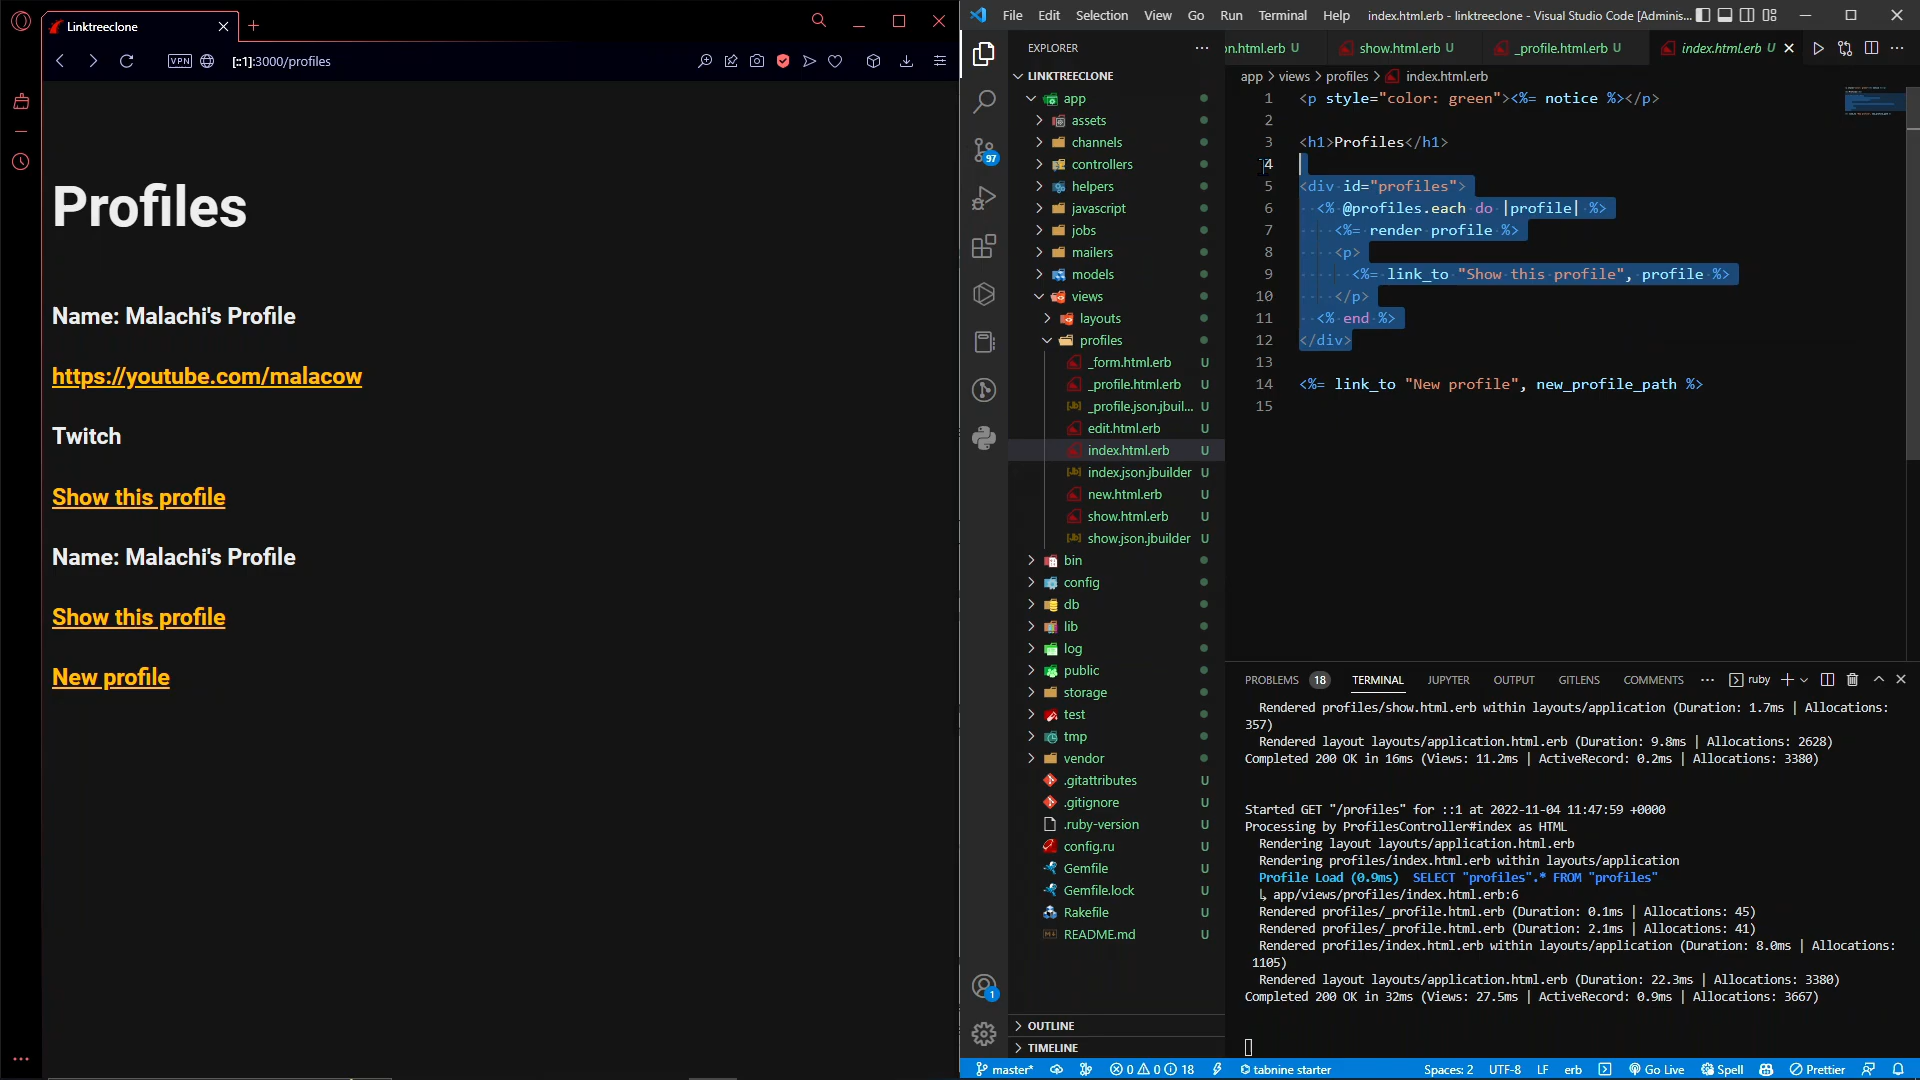 Linktreeclone
VPN
[::1]:3000/profiles
Profiles
Name: Malachi's Profile
https://youtube.com/malacow
Twitch
Show this profile
Name: Malachi's Profile
Show this profile
New profile
File Edit Selection View Go Run Terminal Help index.html.erb - linktreeclone - Visual Studio Code [Adminis...
97
1
EXPLORER
LINKTREECLONE
app
assets
channels
controllers
helpers
javascript
jobs
mailers
models
views
layouts
profiles
_form.html.erb U
_profile.html.erb U
_profile.json.jbuil... U
edit.html.erb U
index.html.erb U
index.json.jbuilder U
new.html.erb U
show.html.erb U
show.json.jbuilder U
bin
config
db
lib
log
public
storage
test
tmp
vendor
.gitattributes U
.gitignore U
.ruby-version U
config.ru U
Gemfile U
Gemfile.lock U
Rakefile U
README.md U
OUTLINE
TIMELINE
on.html.erb U show.html.erb U _profile.html.erb U index.html.erb U
app > views > profiles > index.html.erb
1 <p style="color: green"><%= notice %></p>
2
3 <h1>Profiles</h1>
4
5 <div id="profiles">
6 <% @profiles.each do |profile| %>
7 <%= render profile %>
8 <p>
9 <%= link_to "Show this profile", profile %>
10 </p>
11 <% end %>
12 </div>
13
14 <%= link_to "New profile", new_profile_path %>
15
PROBLEMS 18 TERMINAL JUPYTER OUTPUT GITLENS COMMENTS ... ruby
Rendered profiles/show.html.erb within layouts/application (Duration: 1.7ms | Allocations:
357)
Rendered layout layouts/application.html.erb (Duration: 9.8ms | Allocations: 2628)
Completed 200 OK in 16ms (Views: 11.2ms | ActiveRecord: 0.2ms | Allocations: 3380)
Started GET "/profiles" for ::1 at 2022-11-04 11:47:59 +0000
Processing by ProfilesController#index as HTML
Rendering layout layouts/application.html.erb
Rendering profiles/index.html.erb within layouts/application
Profile Load (0.9ms) SELECT "profiles".* FROM "profiles"
↳ app/views/profiles/index.html.erb:6
Rendered profiles/_profile.html.erb (Duration: 0.1ms | Allocations: 45)
Rendered profiles/_profile.html.erb (Duration: 2.1ms | Allocations: 41)
Rendered profiles/index.html.erb within layouts/application (Duration: 8.0ms | Allocations:
1105)
Rendered layout layouts/application.html.erb (Duration: 22.3ms | Allocations: 3380)
Completed 200 OK in 32ms (Views: 27.5ms | ActiveRecord: 0.9ms | Allocations: 3667)
master* 0 0 18 tabnine starter Spaces: 2 UTF-8 LF erb Go Live Spell Prettier